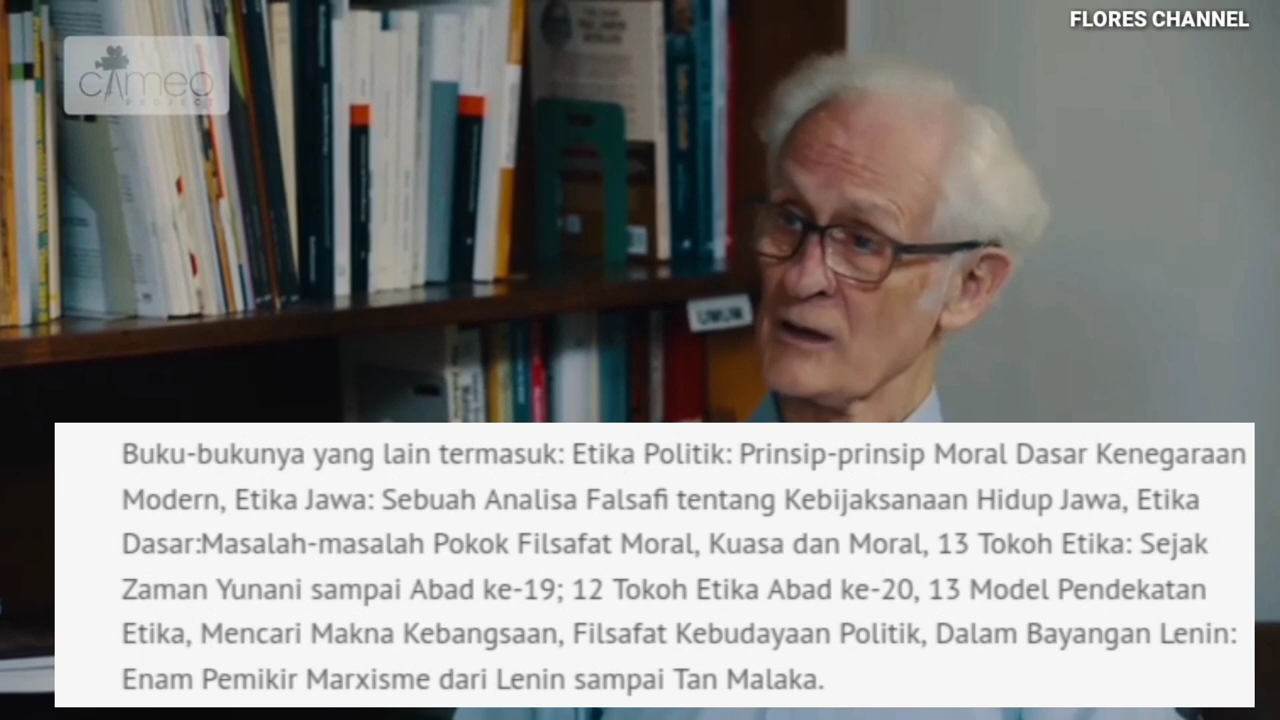 FLORES CHANNEL
cameo
PROJECT
UMUM
Buku-bukunya yang lain termasuk: Etika Politik: Prinsip-prinsip Moral Dasar Kenegaraan
Modern, Etika Jawa: Sebuah Analisa Falsafi tentang Kebijaksanaan Hidup Jawa, Etika
Dasar:Masalah-masalah Pokok Filsafat Moral, Kuasa dan Moral, 13 Tokoh Etika: Sejak
Zaman Yunani sampai Abad ke-19; 12 Tokoh Etika Abad ke-20, 13 Model Pendekatan
Etika, Mencari Makna Kebangsaan, Filsafat Kebudayaan Politik, Dalam Bayangan Lenin:
Enam Pemikir Marxisme dari Lenin sampai Tan Malaka.